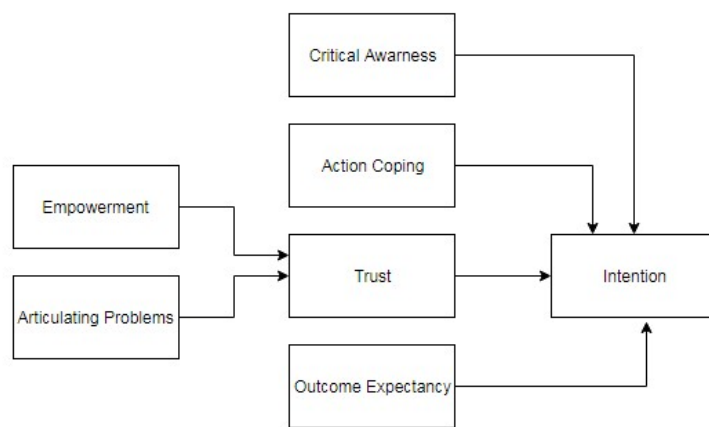 Critical Awarness
Action Coping
Empowerment
Trust
Intention
Articulating Problems
Outcome Expectancy